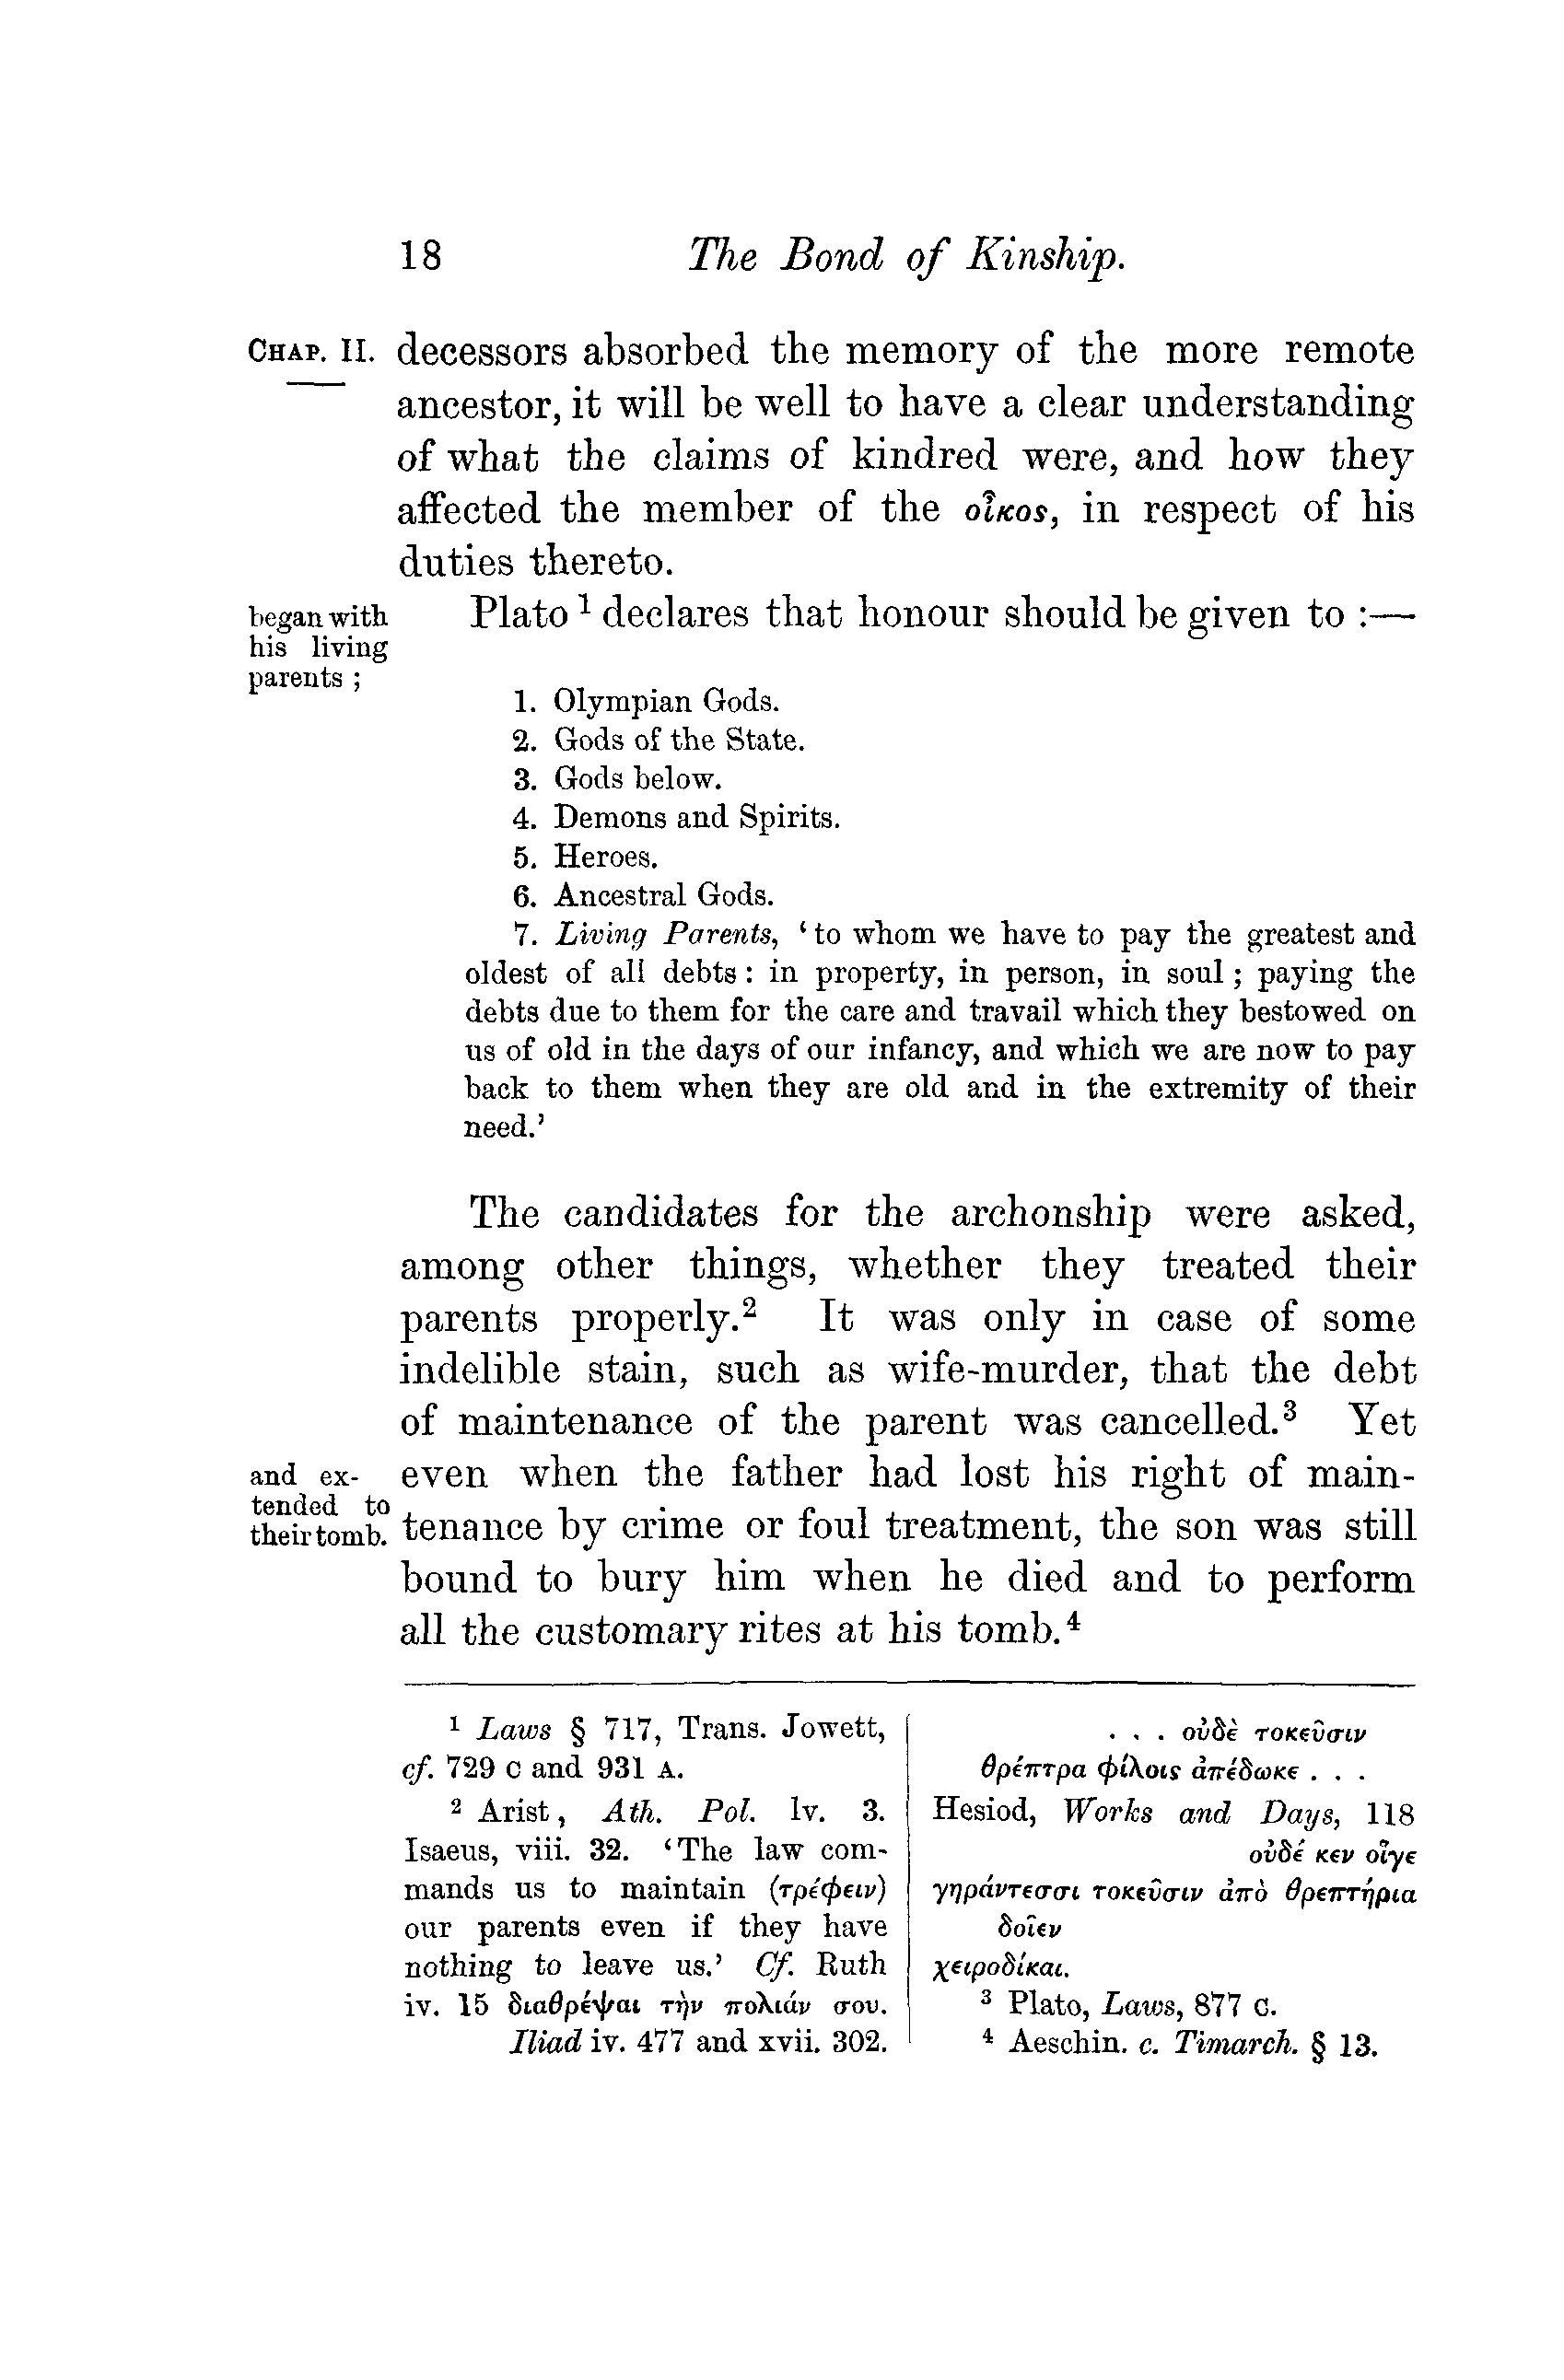 18 The Bond of Kinship.
CHAP. II.
decessors absorbed the memory of the more remote
ancestor, it will be well to have a clear understanding
of what the claims of kindred were, and how they
affected the member of the οἶκος, in respect of his
duties thereto.
began with
his living
parents ;
Plato ¹ declares that honour should be given to :—
1. Olympian Gods.
2. Gods of the State.
3. Gods below.
4. Demons and Spirits.
5. Heroes.
6. Ancestral Gods.
7. Living Parents, ‘ to whom we have to pay the greatest and
oldest of all debts : in property, in person, in soul ; paying the
debts due to them for the care and travail which they bestowed on
us of old in the days of our infancy, and which we are now to pay
back to them when they are old and in the extremity of their
need.’
The candidates for the archonship were asked,
among other things, whether they treated their
parents properly.² It was only in case of some
indelible stain, such as wife-murder, that the debt
of maintenance of the parent was cancelled.³ Yet
and ex-
tended to
their tomb.
even when the father had lost his right of main-
tenance by crime or foul treatment, the son was still
bound to bury him when he died and to perform
all the customary rites at his tomb.⁴
¹ Laws § 717, Trans. Jowett,
cf. 729 C and 931 A.
² Arist, Ath. Pol. lv. 3.
Isaeus, viii. 32. ‘The law com-
mands us to maintain (τρέφειν)
our parents even if they have
nothing to leave us.’ Cf. Ruth
iv. 15 διαθρέψαι τὴν πολιάν σου.
Iliad iv. 477 and xvii. 302.
. . . οὐδὲ τοκεῦσιν
θρέπτρα φίλοις ἀπέδωκε . . .
Hesiod, Works and Days, 118
οὐδέ κεν οἵγε
γηράντεσσι τοκεῦσιν ἀπὸ θρεπτήρια
δοῖεν
χειροδίκαι.
³ Plato, Laws, 877 C.
⁴ Aeschin. c. Timarch. § 13.